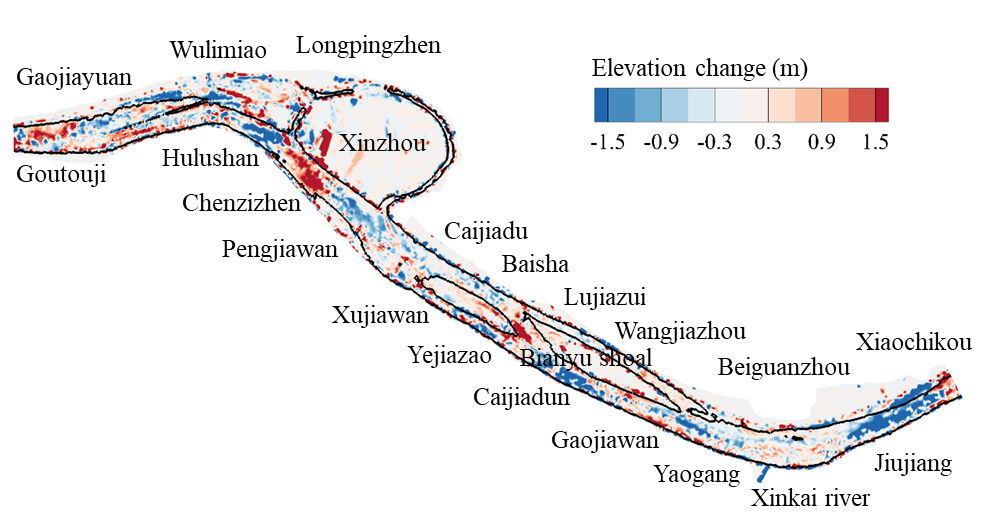 Wulimiao
Longpingzhen
Gaojiayuan
Elevation change (m)
-1.5 -0.9 -0.3 0.3 0.9 1.5
Xinzhou
Hulushan
Goutouji
Chenzizhen
Caijiadu
Pengjiawan
Baisha
Lujiazui
Xujiawan
Wangjiazhou
Xiaochikou
Yejiazao
Bianyu shoal
Beiguanzhou
Caijiadun
Gaojiawan
Jiujiang
Yaogang
Xinkai river